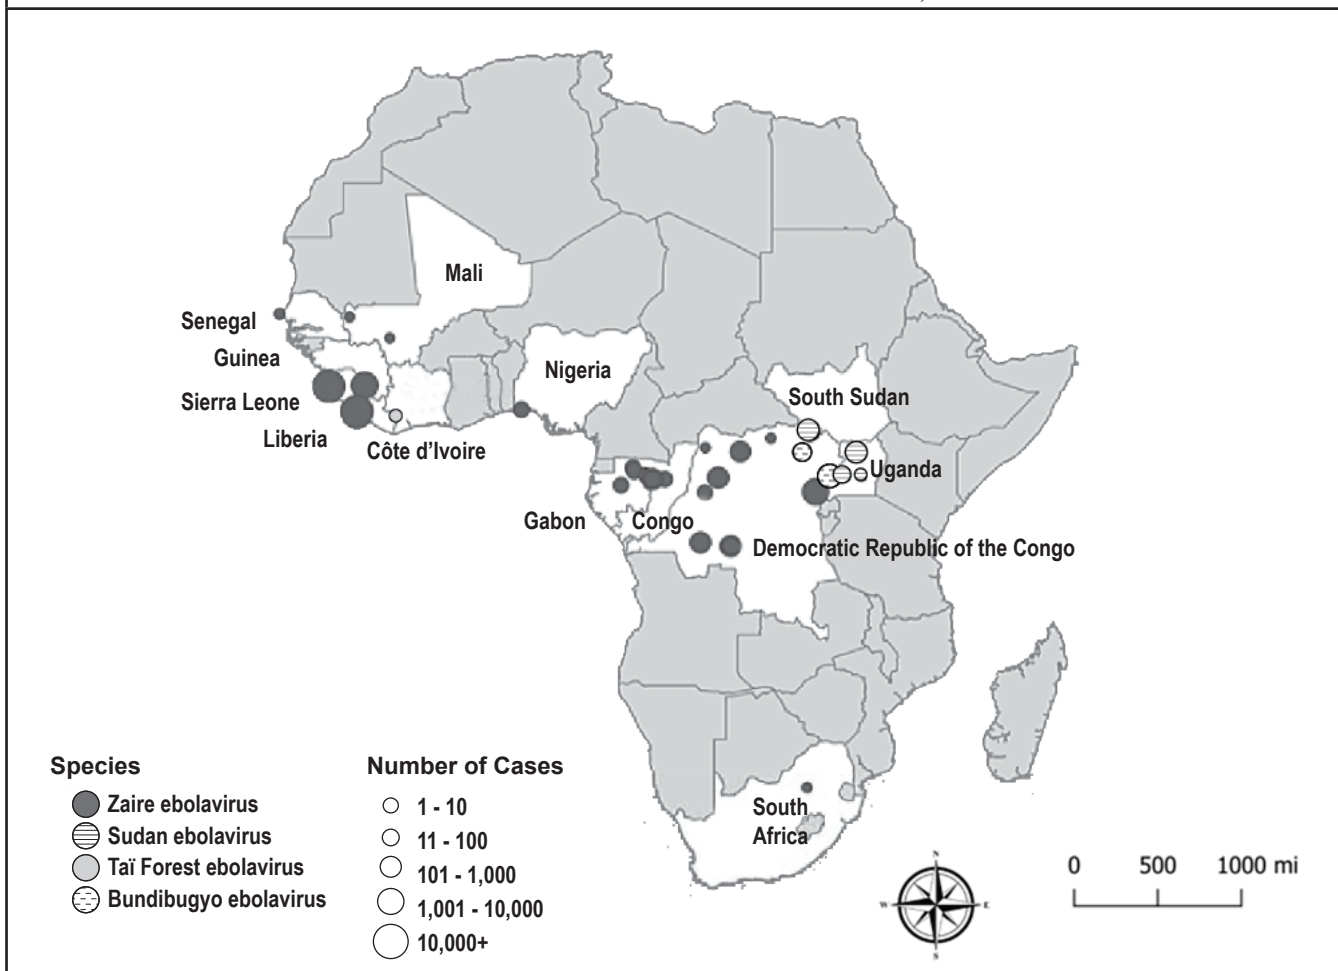 Mali
Senegal
Guinea
Nigeria
Sierra Leone
South Sudan
Liberia
Côte d'Ivoire
Uganda
Gabon
Congo
Democratic Republic of the Congo
South
Africa
Species
Zaire ebolavirus
Sudan ebolavirus
Taï Forest ebolavirus
Bundibugyo ebolavirus
Number of Cases
1 - 10
11 - 100
101 - 1,000
1,001 - 10,000
10,000+
N
W
E
S
0 500 1000 mi